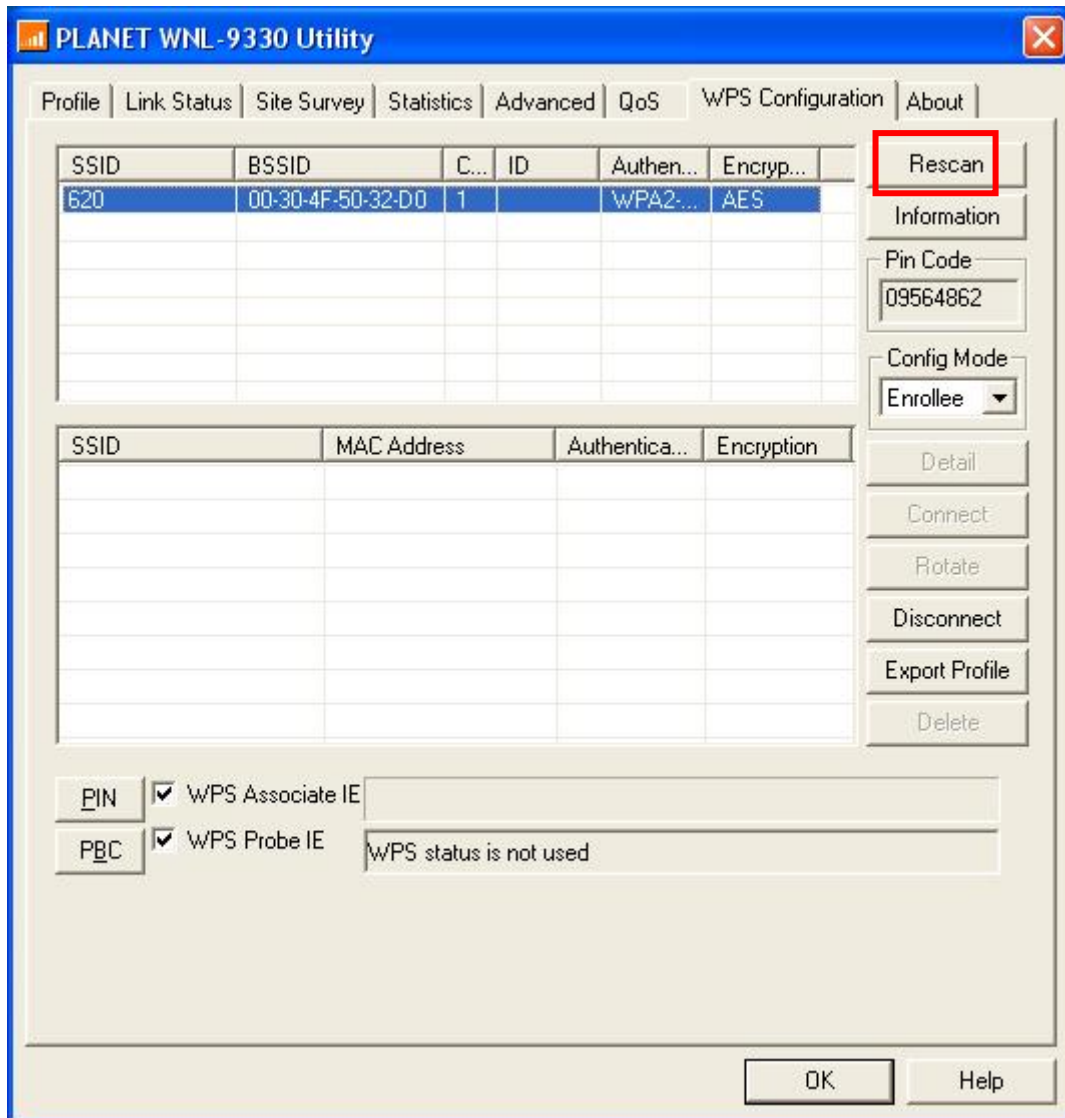 PLANET WNL-9330 Utility
Profile Link Status Site Survey Statistics Advanced QoS WPS Configuration About
SSID BSSID C... ID Authen... Encryp...
620 00-30-4F-50-32-D0 1 WPA2-... AES
Rescan
Information
Pin Code
09564862
Config Mode
Enrollee
SSID MAC Address Authentica... Encryption
Detail
Connect
Rotate
Disconnect
Export Profile
Delete
PIN WPS Associate IE
PBC WPS Probe IE WPS status is not used
OK Help